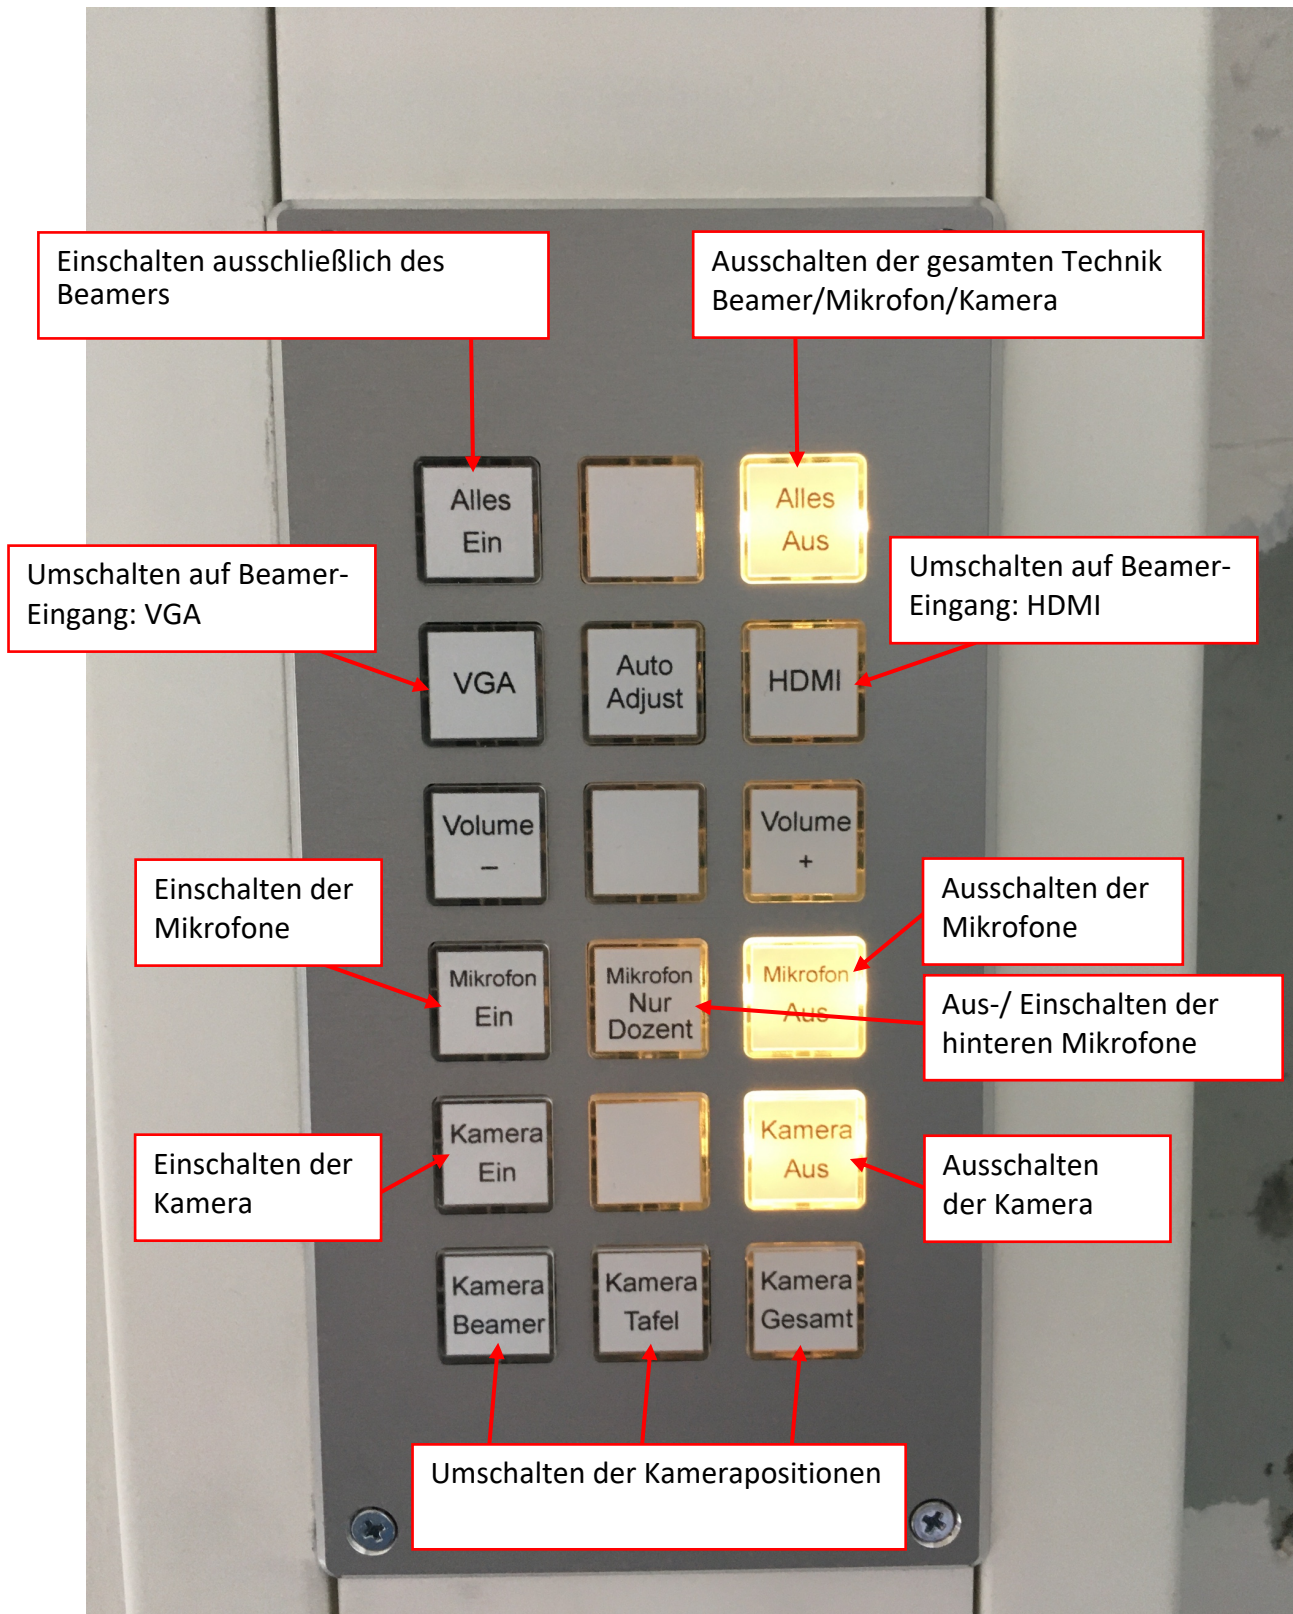 Einschalten ausschließlich des
Beamers
Ausschalten der gesamten Technik
Beamer/Mikrofon/Kamera
Alles
Ein
Alles
Aus
Umschalten auf Beamer-
Eingang: VGA
Umschalten auf Beamer-
Eingang: HDMI
VGA
Auto
Adjust
HDMI
Volume
–
Volume
+
Einschalten der
Mikrofone
Ausschalten der
Mikrofone
Mikrofon
Ein
Mikrofon
Nur
Dozent
Mikrofon
Aus
Aus-/ Einschalten der
hinteren Mikrofone
Einschalten der
Kamera
Kamera
Ein
Kamera
Aus
Ausschalten
der Kamera
Kamera
Beamer
Kamera
Tafel
Kamera
Gesamt
Umschalten der Kamerapositionen